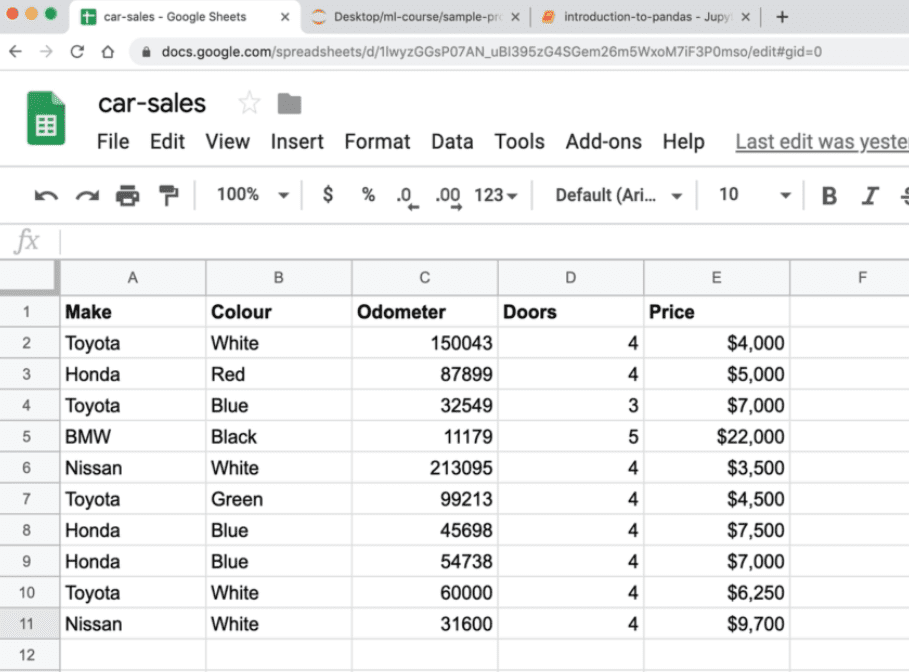 car-sales - Google Sheets
Desktop/ml-course/sample-pro
introduction-to-pandas - Jupy
docs.google.com/spreadsheets/d/1lwyzGGsP07AN_uBI395zG4SGem26m5WxoM7iF3P0mso/edit#gid=0
car-sales
File Edit View Insert Format Data Tools Add-ons Help Last edit was yeste
100% $ % .0 .00 123 Default (Ari... 10 B I S
fx
A B C D E F
1 Make Colour Odometer Doors Price
2 Toyota White 150043 4 $4,000
3 Honda Red 87899 4 $5,000
4 Toyota Blue 32549 3 $7,000
5 BMW Black 11179 5 $22,000
6 Nissan White 213095 4 $3,500
7 Toyota Green 99213 4 $4,500
8 Honda Blue 45698 4 $7,500
9 Honda Blue 54738 4 $7,000
10 Toyota White 60000 4 $6,250
11 Nissan White 31600 4 $9,700
12